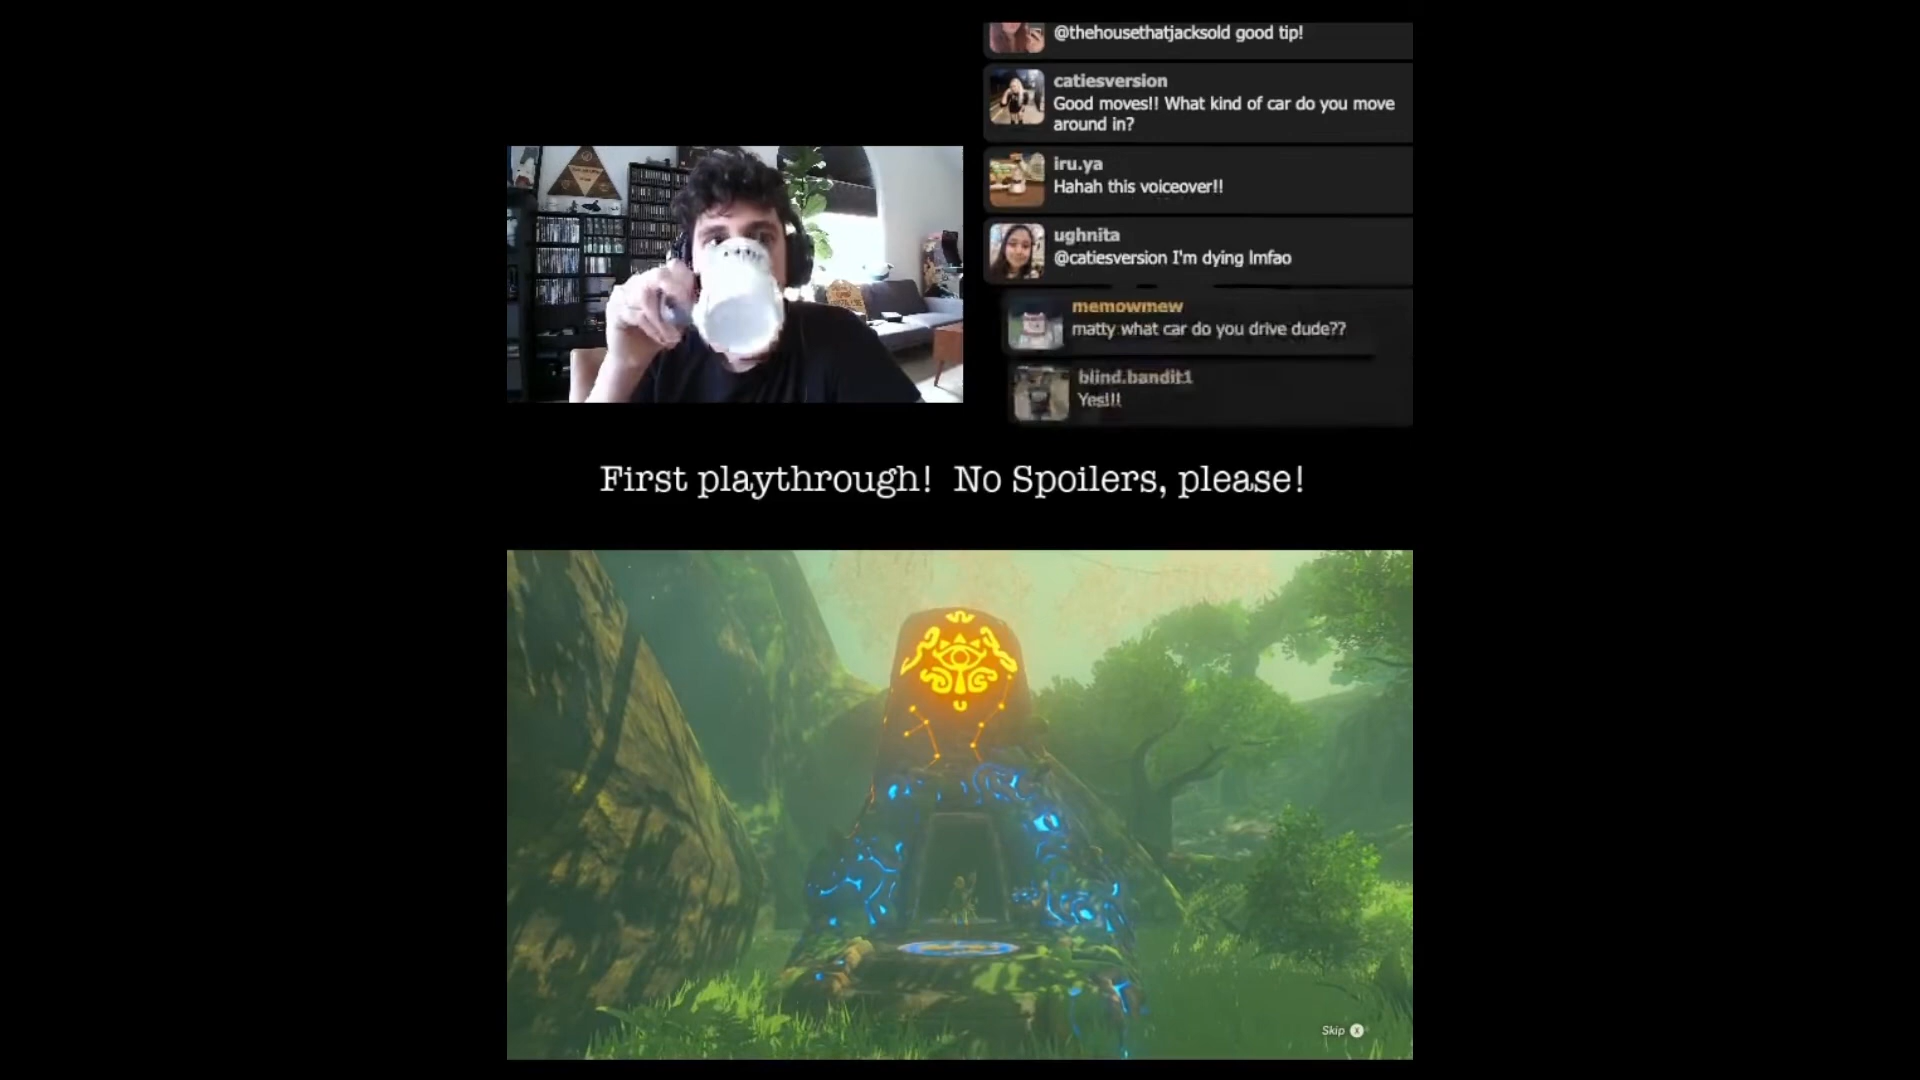 @thehousethatjacksold good tip!
catiesversion
Good moves!! What kind of car do you move
around in?
iru.ya
Hahah this voiceover!!
ughnita
@catiesversion I'm dying lmfao
memowmew
matty what car do you drive dude??
blind.bandit1
Yes!!!
First playthrough! No Spoilers, please!
Skip X